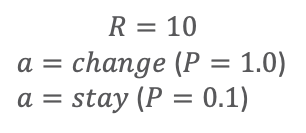 R = 10
a = change (P = 1.0)
a = stay (P = 0.1)